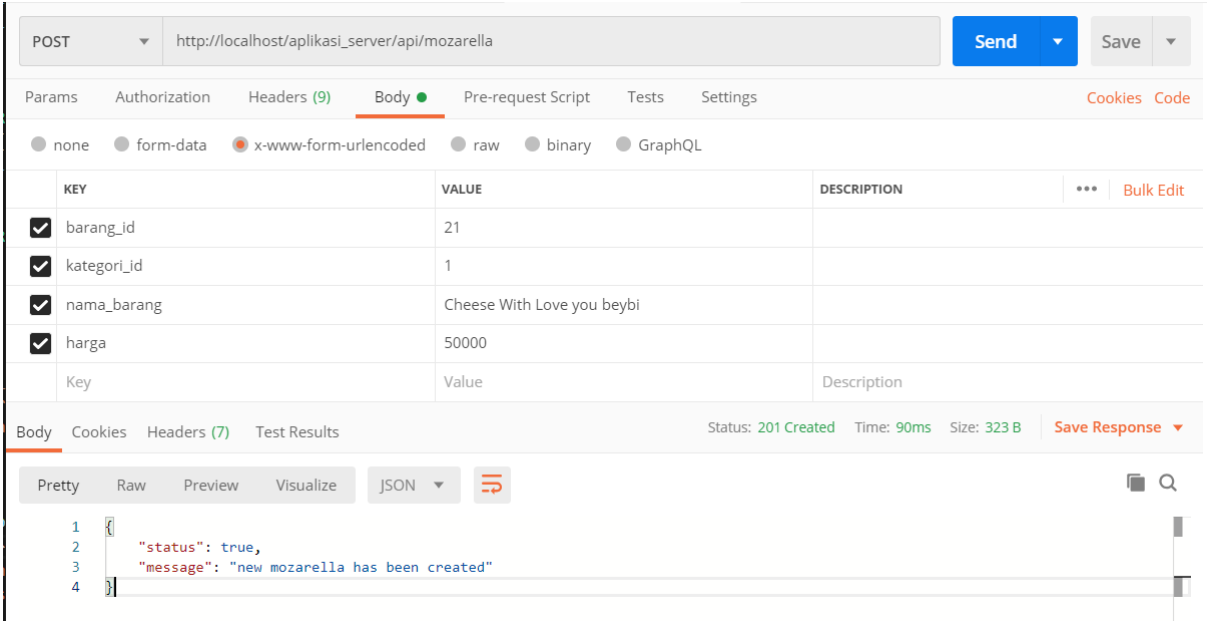 POST http://localhost/aplikasi_server/api/mozarella Send Save
Params Authorization Headers (9) Body Pre-request Script Tests Settings Cookies Code
none form-data x-www-form-urlencoded raw binary GraphQL
KEY VALUE DESCRIPTION ••• Bulk Edit
barang_id 21
kategori_id 1
nama_barang Cheese With Love you beybi
harga 50000
Key Value Description
Body Cookies Headers (7) Test Results Status: 201 Created Time: 90ms Size: 323 B Save Response
Pretty Raw Preview Visualize JSON
1 {
2 "status": true,
3 "message": "new mozarella has been created"
4 }